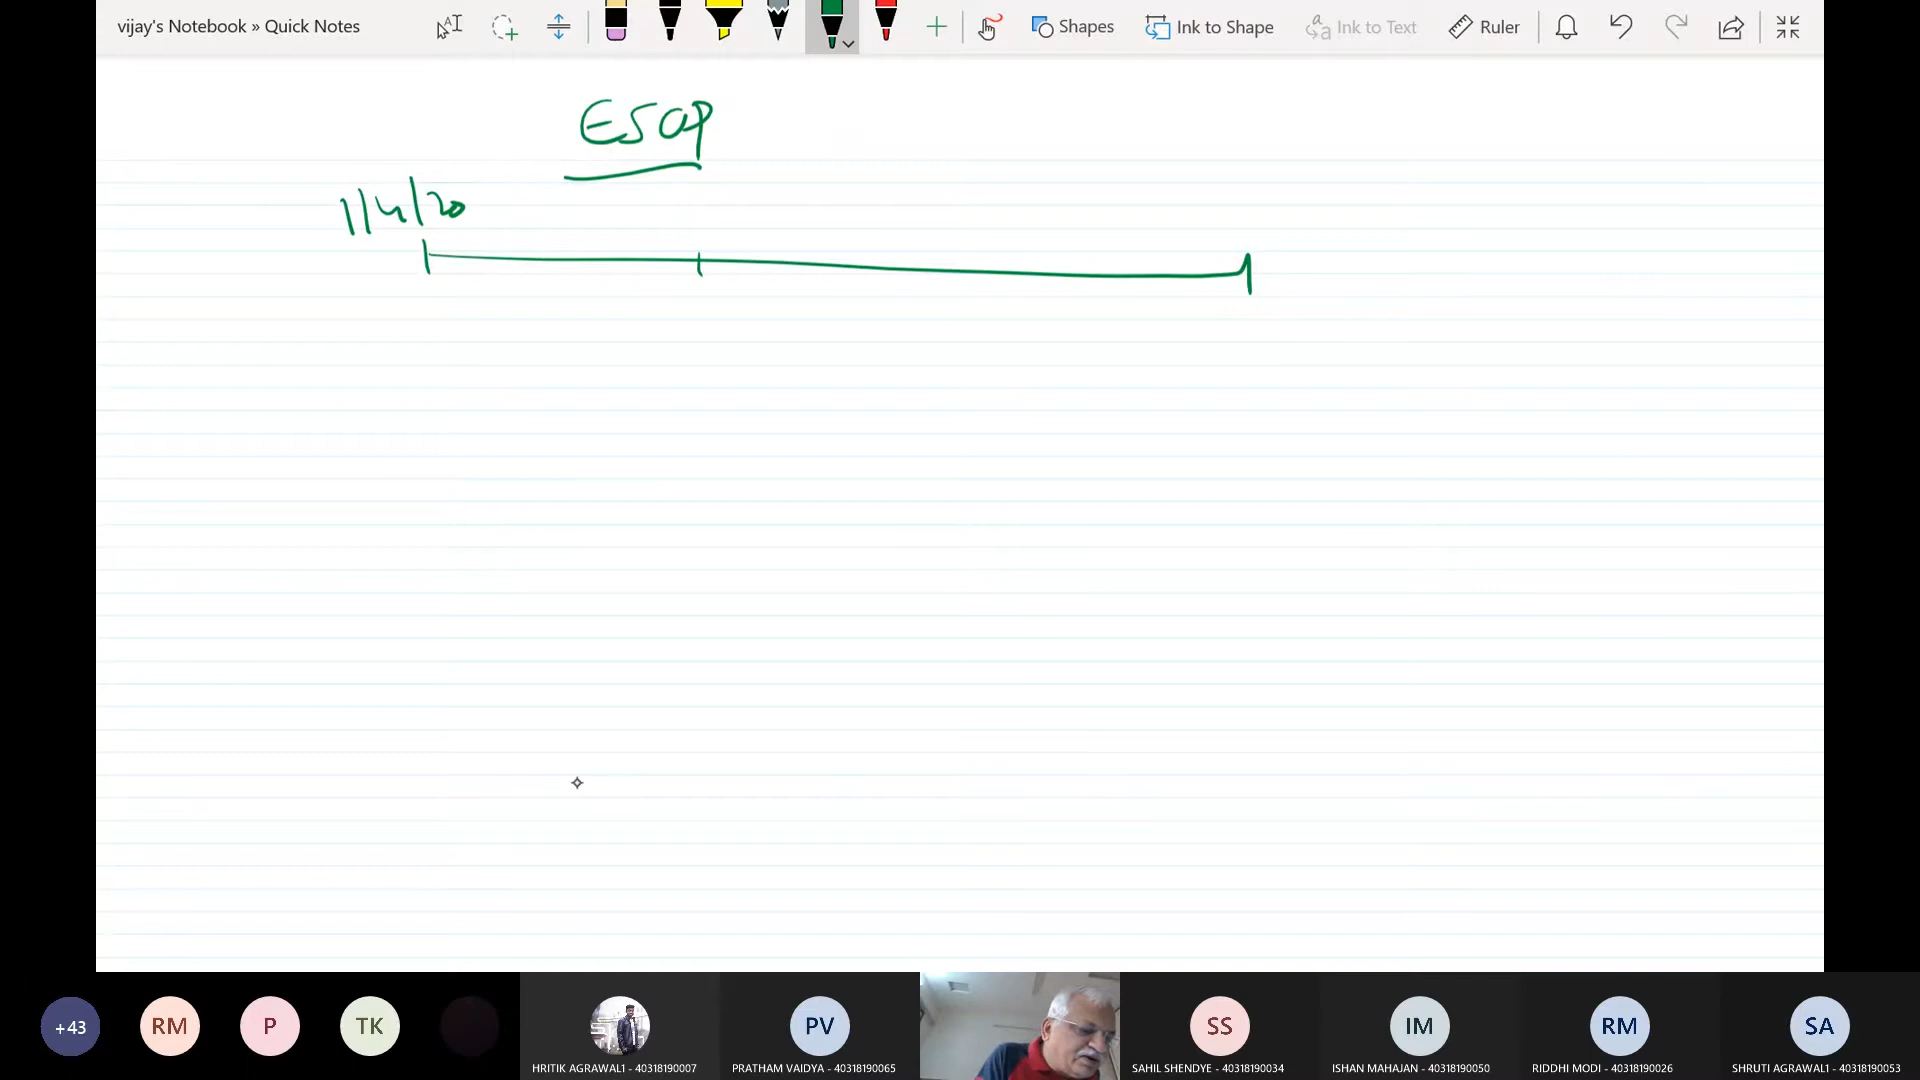 vijay's Notebook » Quick Notes
Shapes
Ink to Shape
Ink to Text
Ruler
ESOP
1/4/20
+43
RM
P
TK
PV
SS
IM
RM
SA
HRITIK AGRAWAL1 - 40318190007
PRATHAM VAIDYA - 40318190065
SAHIL SHENDYE - 40318190034
ISHAN MAHAJAN - 40318190050
RIDDHI MODI - 40318190026
SHRUTI AGRAWAL1 - 40318190053